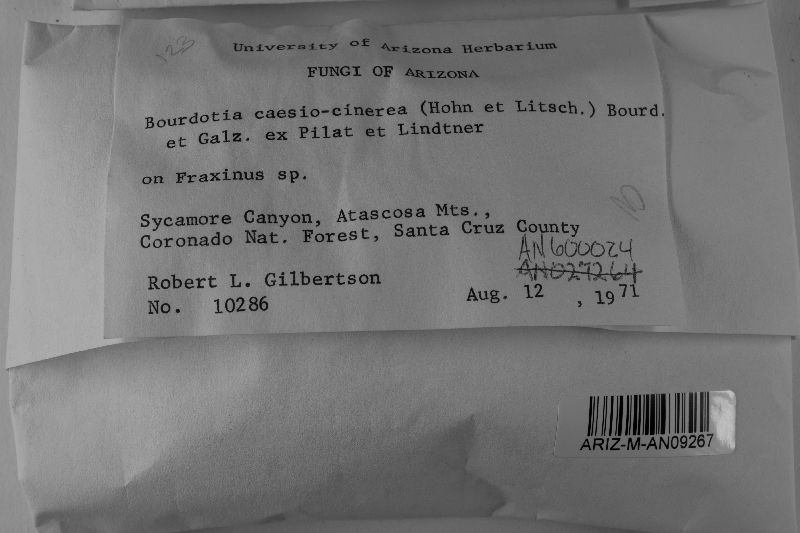 123
University of Arizona Herbarium
FUNGI OF ARIZONA
Bourdotia caesio-cinerea (Hohn et Litsch.) Bourd.
et Galz. ex Pilat et Lindtner
on Fraxinus sp.
Sycamore Canyon, Atascosa Mts.,
Coronado Nat. Forest, Santa Cruz County
AN600024
AN027264
Robert L. Gilbertson
No. 10286
Aug. 12, 1971
ARIZ-M-AN09267